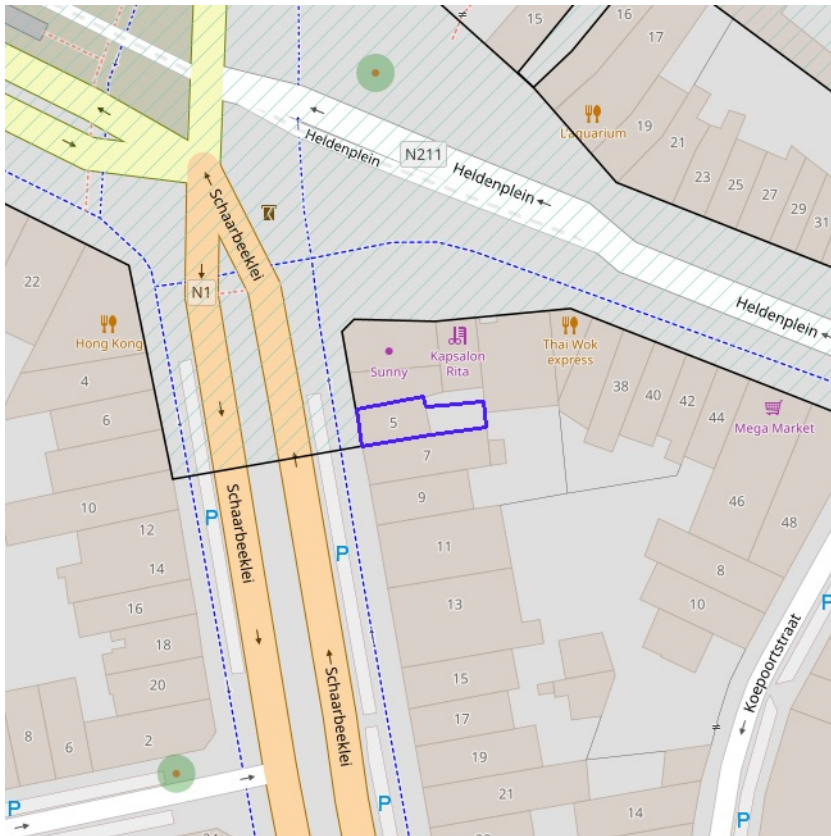 15
16
17
L'aquarium
19
21
23
25
27
29
31
Heldenplein
N211
Heldenplein
Schaarbeeklei
N1
22
Hong Kong
4
6
10
12
14
16
18
20
8
6
2
P
Heldenplein
Sunny
Kapsalon
Rita
Thai Wok
express
38
40
42
44
Mega Market
46
48
8
10
5
7
9
11
13
15
17
19
21
14
P
P
P
P
P
Schaarbeeklei
Schaarbeeklei
Koepoortstraat